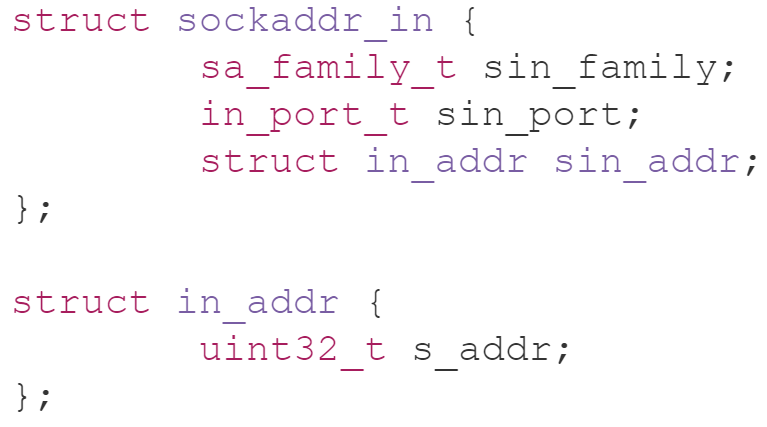 struct sockaddr_in {
        sa_family_t sin_family;
        in_port_t sin_port;
        struct in_addr sin_addr;
};

struct in_addr {
        uint32_t s_addr;
};